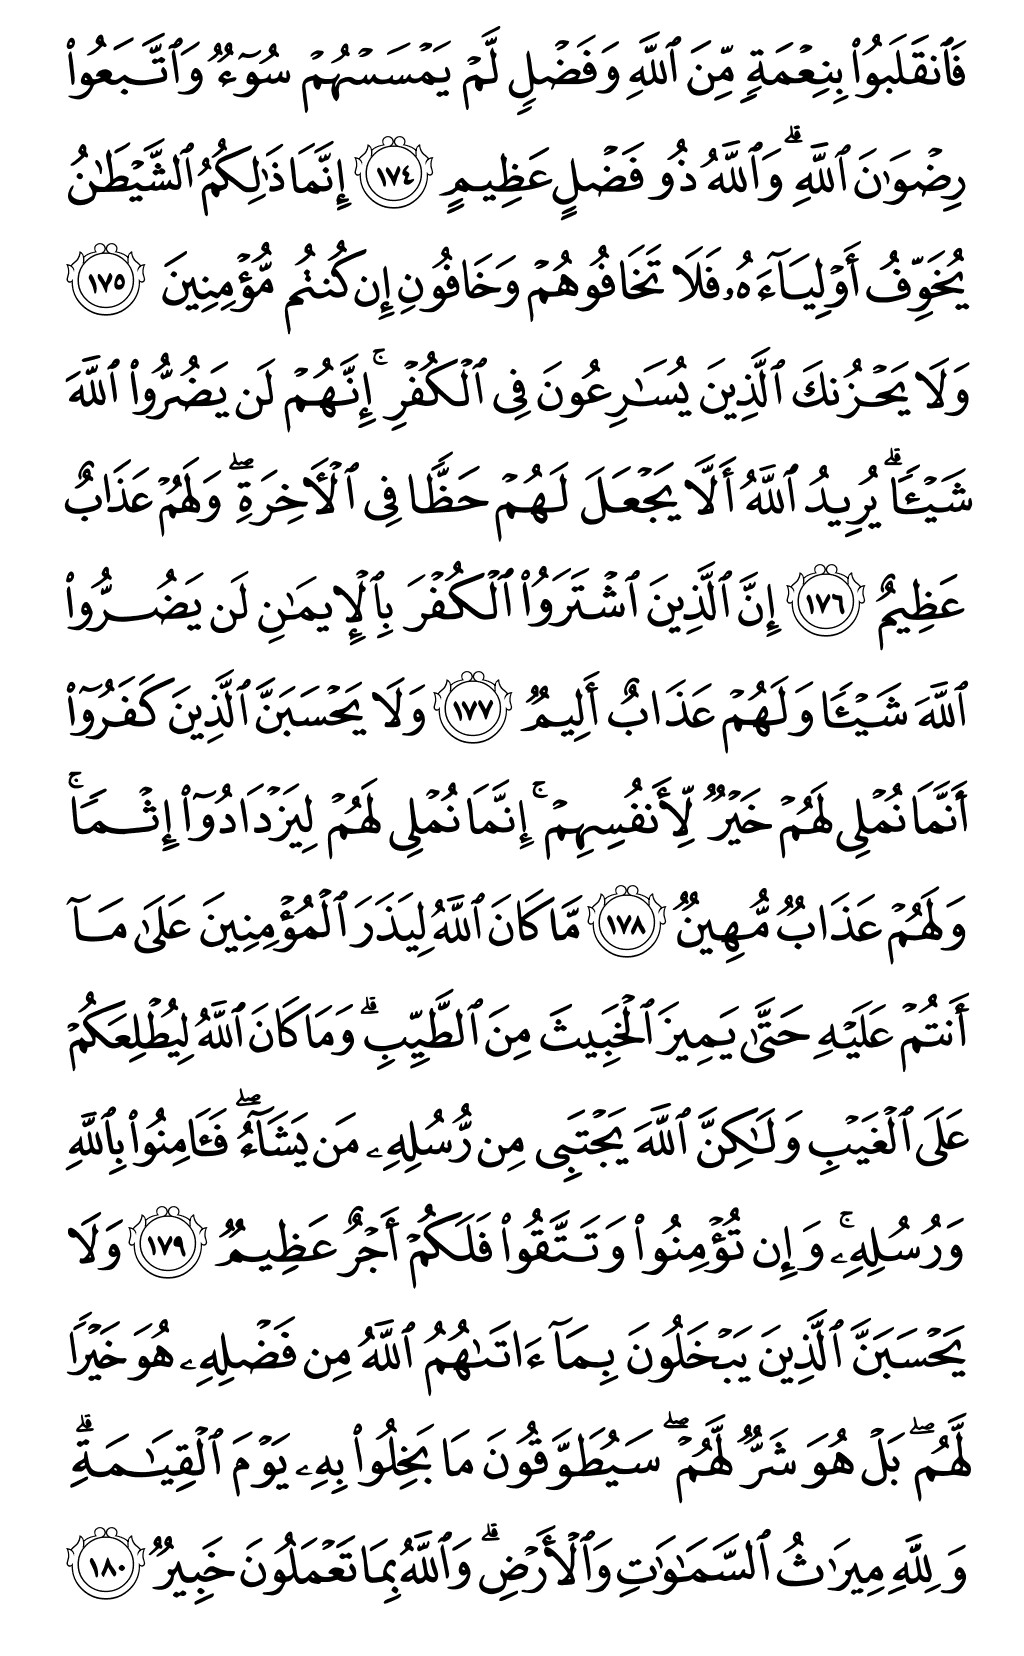 فَٱنقَلَبُوا۟ بِنِعْمَةٍ مِّنَ ٱللَّهِ وَفَضْلٍ لَّمْ يَمْسَسْهُمْ سُوٓءٌ وَٱتَّبَعُوا۟
رِضْوَٰنَ ٱللَّهِ ۗ وَٱللَّهُ ذُو فَضْلٍ عَظِيمٍ ١٧٤ إِنَّمَا ذَٰلِكُمُ ٱلشَّيْطَٰنُ
يُخَوِّفُ أَوْلِيَآءَهُۥ فَلَا تَخَافُوهُمْ وَخَافُونِ إِن كُنتُم مُّؤْمِنِينَ ١٧٥
وَلَا يَحْزُنكَ ٱلَّذِينَ يُسَٰرِعُونَ فِى ٱلْكُفْرِ ۚ إِنَّهُمْ لَن يَضُرُّوا۟ ٱللَّهَ
شَيْـًٔا ۗ يُرِيدُ ٱللَّهُ أَلَّا يَجْعَلَ لَهُمْ حَظًّا فِى ٱلْـَٔاخِرَةِ ۖ وَلَهُمْ عَذَابٌ
عَظِيمٌ ١٧٦ إِنَّ ٱلَّذِينَ ٱشْتَرَوُا۟ ٱلْكُفْرَ بِٱلْإِيمَٰنِ لَن يَضُرُّوا۟
ٱللَّهَ شَيْـًٔا وَلَهُمْ عَذَابٌ أَلِيمٌ ١٧٧ وَلَا يَحْسَبَنَّ ٱلَّذِينَ كَفَرُوٓا۟
أَنَّمَا نُمْلِى لَهُمْ خَيْرٌ لِّأَنفُسِهِمْ ۚ إِنَّمَا نُمْلِى لَهُمْ لِيَزْدَادُوٓا۟ إِثْمًا ۚ
وَلَهُمْ عَذَابٌ مُّهِينٌ ١٧٨ مَّا كَانَ ٱللَّهُ لِيَذَرَ ٱلْمُؤْمِنِينَ عَلَىٰ مَآ
أَنتُمْ عَلَيْهِ حَتَّىٰ يَمِيزَ ٱلْخَبِيثَ مِنَ ٱلطَّيِّبِ ۗ وَمَا كَانَ ٱللَّهُ لِيُطْلِعَكُمْ
عَلَى ٱلْغَيْبِ وَلَٰكِنَّ ٱللَّهَ يَجْتَبِى مِن رُّسُلِهِۦ مَن يَشَآءُ ۖ فَـَٔامِنُوا۟ بِٱللَّهِ
وَرُسُلِهِۦ ۚ وَإِن تُؤْمِنُوا۟ وَتَتَّقُوا۟ فَلَكُمْ أَجْرٌ عَظِيمٌ ١٧٩ وَلَا
يَحْسَبَنَّ ٱلَّذِينَ يَبْخَلُونَ بِمَآ ءَاتَىٰهُمُ ٱللَّهُ مِن فَضْلِهِۦ هُوَ خَيْرًا
لَّهُم ۖ بَلْ هُوَ شَرٌّ لَّهُمْ ۖ سَيُطَوَّقُونَ مَا بَخِلُوا۟ بِهِۦ يَوْمَ ٱلْقِيَٰمَةِ ۗ
وَلِلَّهِ مِيرَٰثُ ٱلسَّمَٰوَٰتِ وَٱلْأَرْضِ ۗ وَٱللَّهُ بِمَا تَعْمَلُونَ خَبِيرٌ ١٨٠